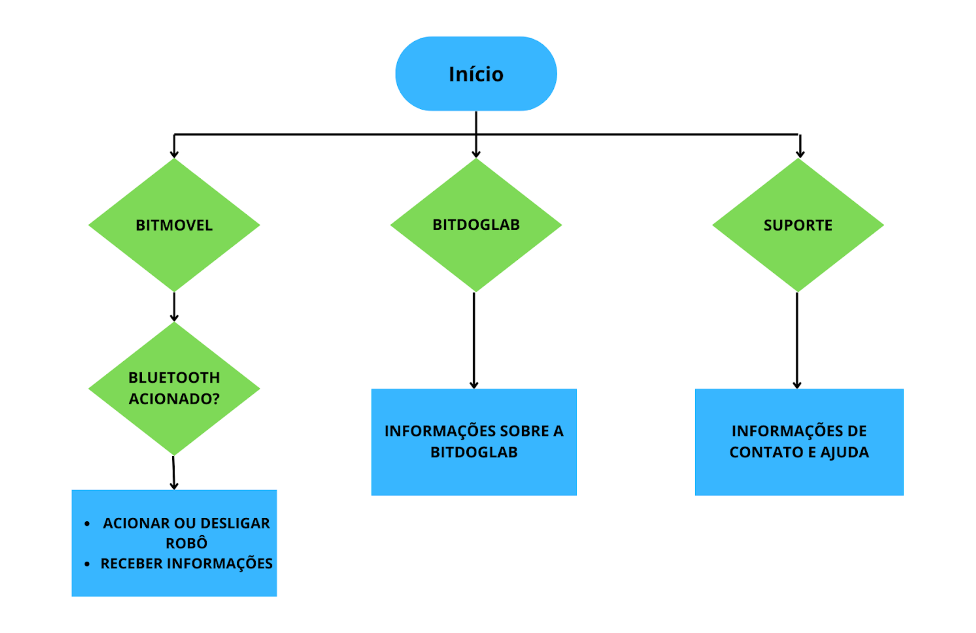 Início
BITMOVEL
BITDOGLAB
SUPORTE
BLUETOOTH
ACIONADO?
INFORMAÇÕES SOBRE A
BITDOGLAB
INFORMAÇÕES DE
CONTATO E AJUDA
• ACIONAR OU DESLIGAR
ROBÔ
• RECEBER INFORMAÇÕES